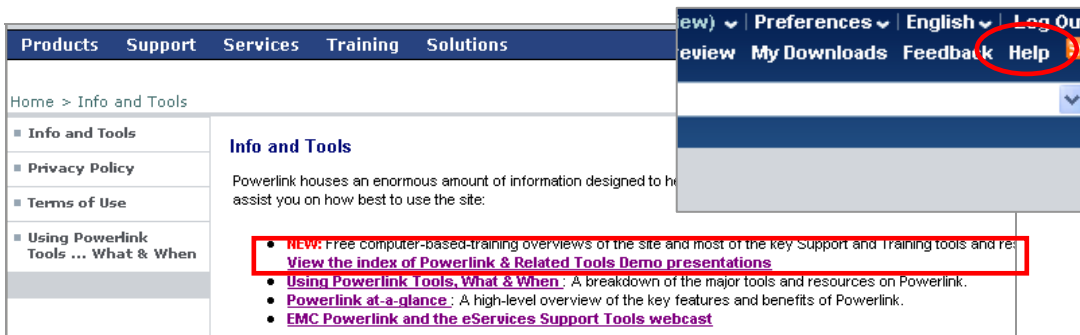 Products Support Services Training Solutions
Home > Info and Tools
Info and Tools
Privacy Policy
Terms of Use
Using Powerlink
Tools ... What & When
Info and Tools
Powerlink houses an enormous amount of information designed to
assist you on how best to use the site:
NEW: Free computer-based-training overviews of the site and most of the key Support and Training tools and
View the index of Powerlink & Related Tools Demo presentations
Using Powerlink Tools, What & When : A breakdown of the major tools and resources on Powerlink.
Powerlink at-a-glance : A high-level overview of the key features and benefits of Powerlink.
EMC Powerlink and the eServices Support Tools webcast
iew) | Preferences | English | Log Ou
eview My Downloads Feedback Help